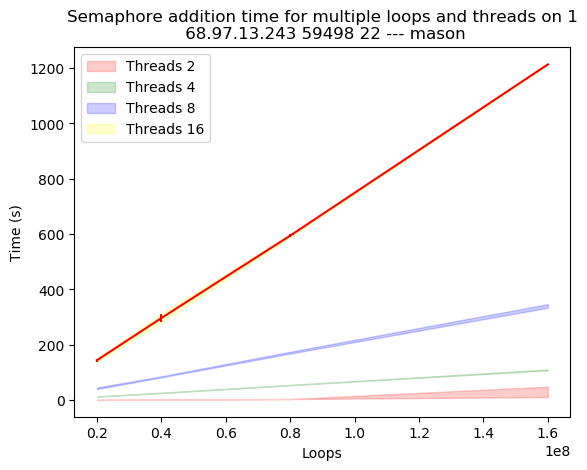 Semaphore addition time for multiple loops and threads on 1
68.97.13.243 59498 22 --- mason
Threads 2
Threads 4
Threads 8
Threads 16
1200
1000
800
600
400
200
0
Time (s)
0.2 0.4 0.6 0.8 1.0 1.2 1.4 1.6
1e8
Loops